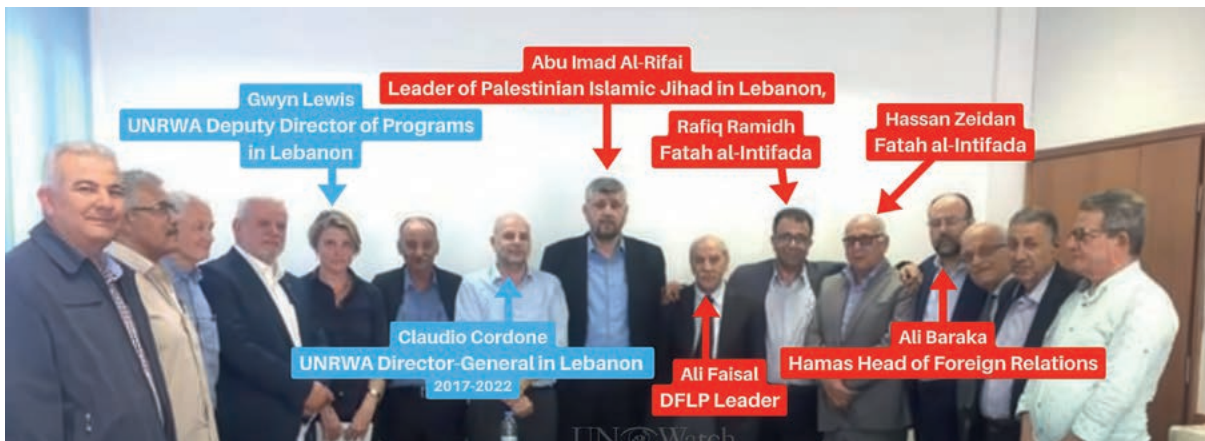 Abu Imad Al-Rifai
Leader of Palestinian Islamic Jihad in Lebanon,
Gwyn Lewis
UNRWA Deputy Director of Programs
in Lebanon
Rafiq Ramidh
Fatah al-Intifada
Hassan Zeidan
Fatah al-Intifada
Claudio Cordone
UNRWA Director-General in Lebanon
2017-2022
Ali Faisal
DFLP Leader
Ali Baraka
Hamas Head of Foreign Relations
UN Watch